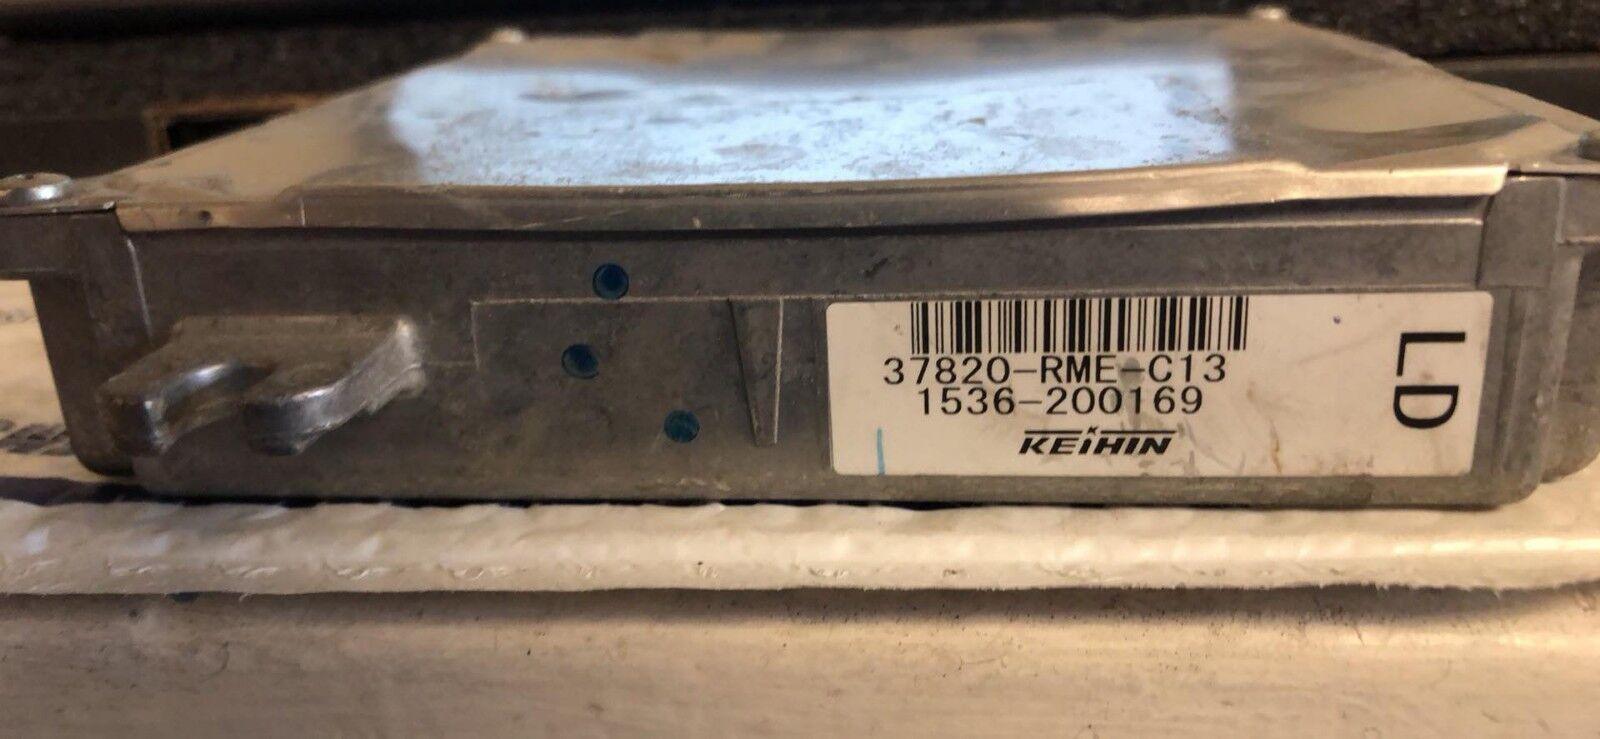 37820-RME-C13
1536-200169
KEIHIN
LD